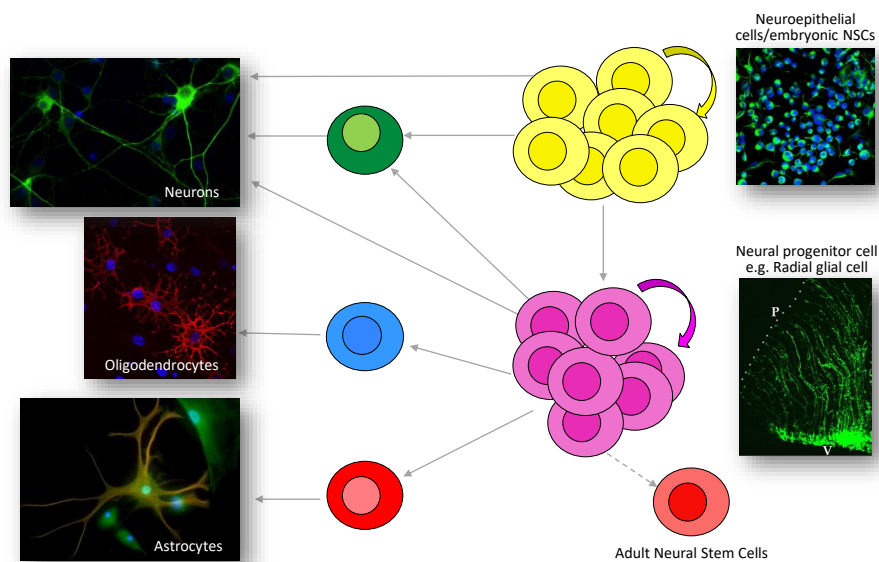 Neuroepithelial
cells/embryonic NSCs
Neurons
Neural progenitor cell
e.g. Radial glial cell
P
V
Oligodendrocytes
Astrocytes
Adult Neural Stem Cells